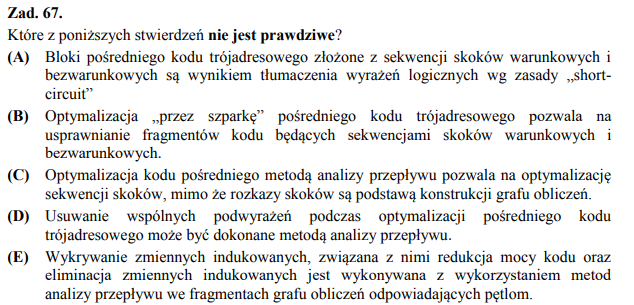 Zad. 67.
Które z poniższych stwierdzeń nie jest prawdziwe?
(A) Bloki pośredniego kodu trójadresowego złożone z sekwencji skoków warunkowych i
bezwarunkowych są wynikiem tłumaczenia wyrażeń logicznych wg zasady „short-
circuit”
(B) Optymalizacja „przez szparkę” pośredniego kodu trójadresowego pozwala na
usprawnianie fragmentów kodu będących sekwencjami skoków warunkowych i
bezwarunkowych.
(C) Optymalizacja kodu pośredniego metodą analizy przepływu pozwala na optymalizację
sekwencji skoków, mimo że rozkazy skoków są podstawą konstrukcji grafu obliczeń.
(D) Usuwanie wspólnych podwyrażeń podczas optymalizacji pośredniego kodu
trójadresowego może być dokonane metodą analizy przepływu.
(E) Wykrywanie zmiennych indukowanych, związana z nimi redukcja mocy kodu oraz
eliminacja zmiennych indukowanych jest wykonywana z wykorzystaniem metod
analizy przepływu we fragmentach grafu obliczeń odpowiadających pętlom.